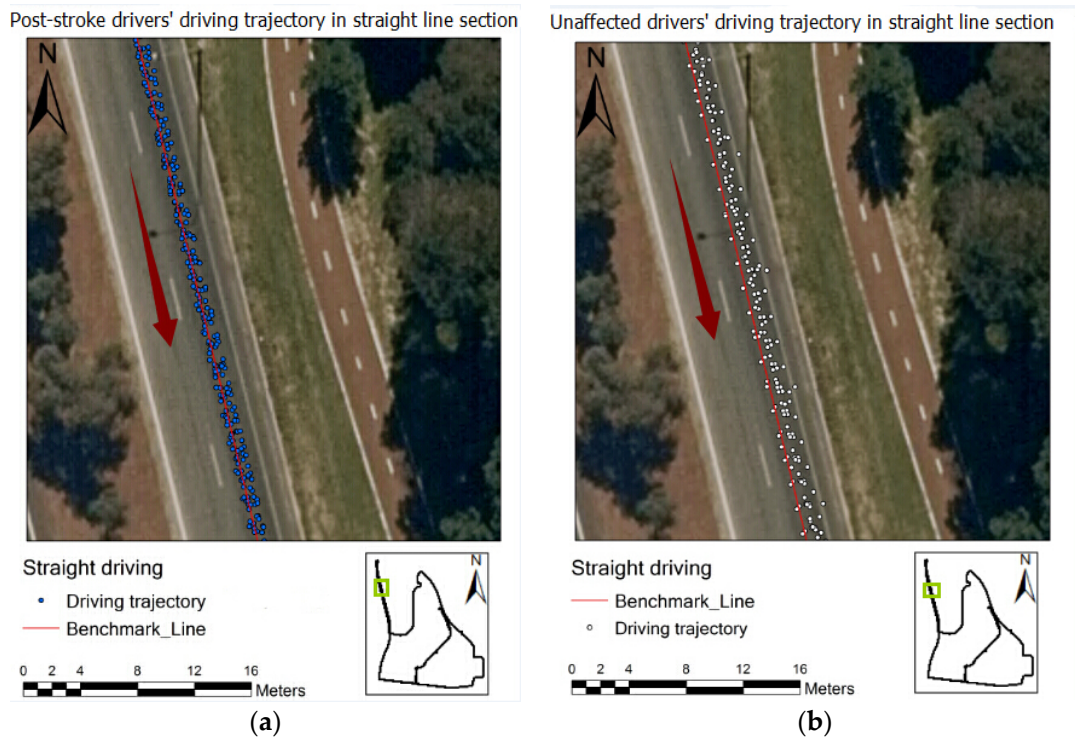 Post-stroke drivers' driving trajectory in straight line section
N
Straight driving
Driving trajectory
Benchmark_Line
N
0 2 4 8 12 16
Meters
(a)
Unaffected drivers' driving trajectory in straight line section
N
Straight driving
Benchmark_Line
Driving trajectory
N
0 2 4 8 12 16
Meters
(b)